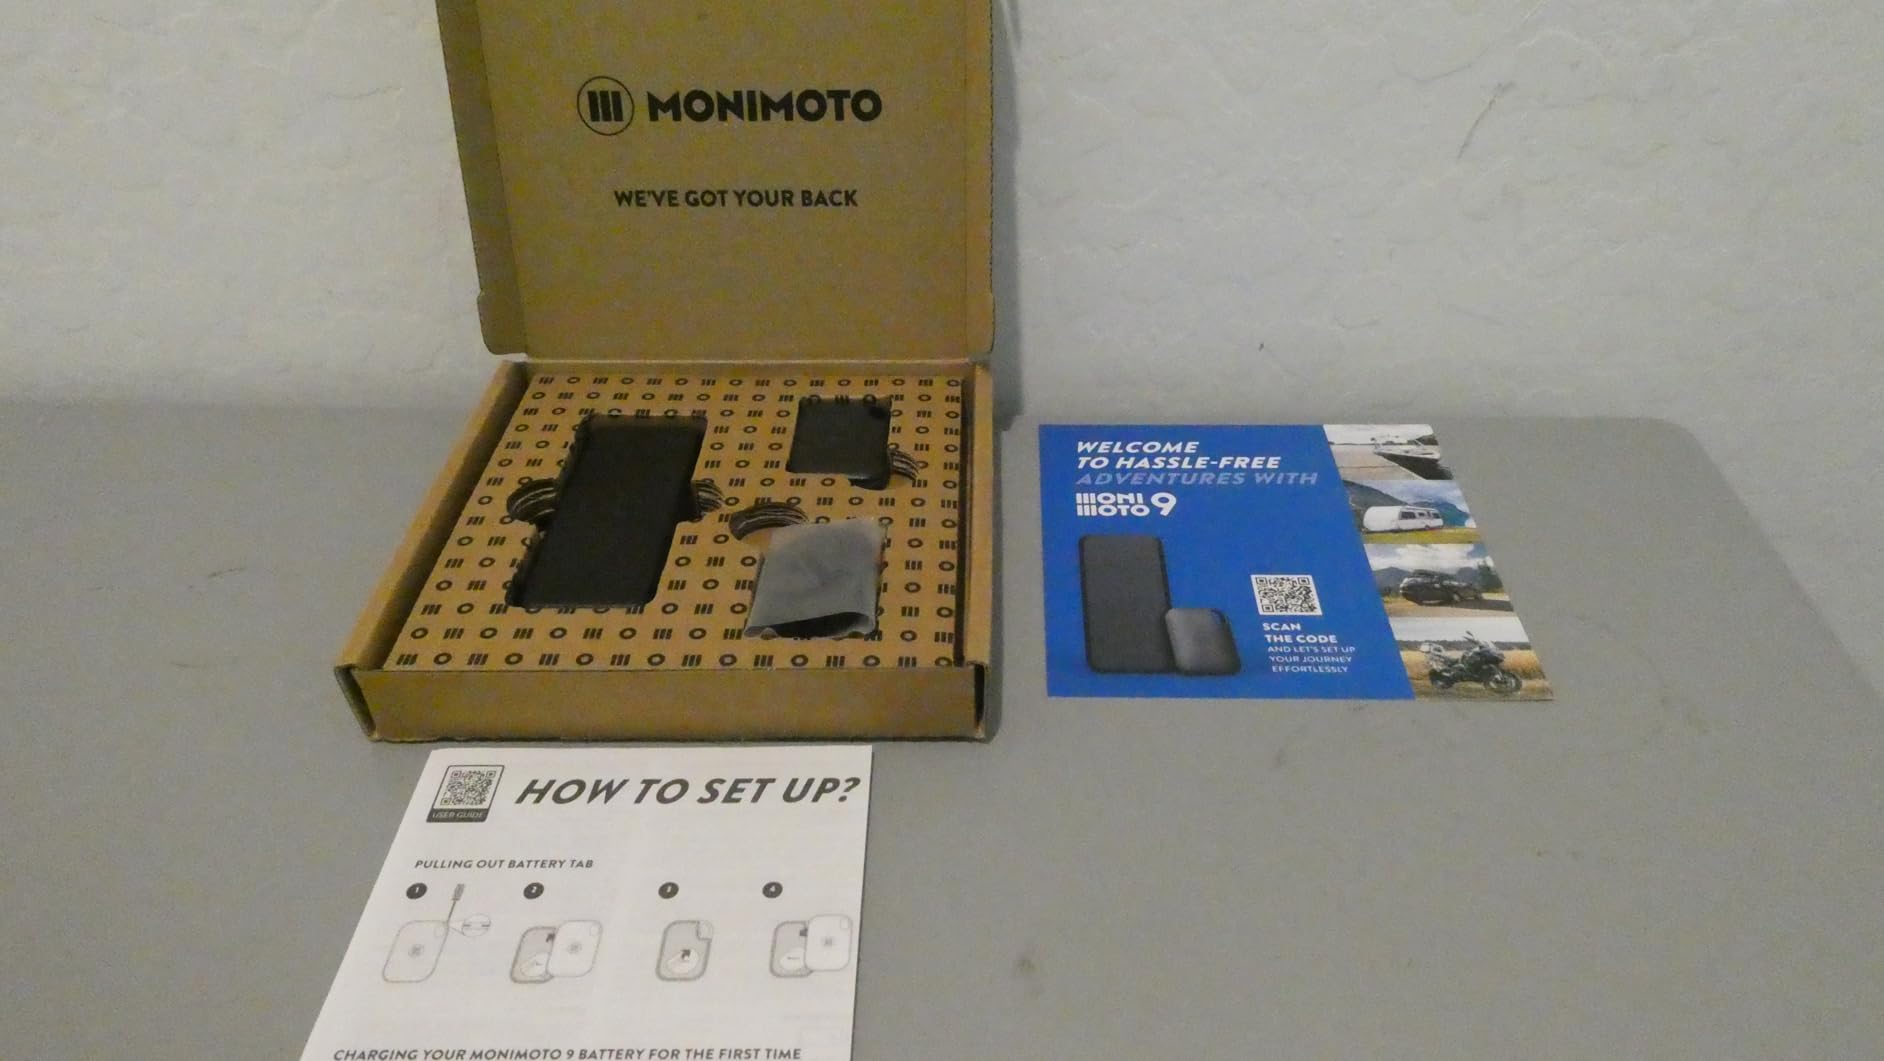 MONIMOTO
WE'VE GOT YOUR BACK
WELCOME
TO HASSLE-FREE
ADVENTURES WITH
MONI
MOTO 9
SCAN
THE CODE
AND LET'S SET UP
YOUR JOURNEY
EFFORTLESSLY
USER GUIDE
HOW TO SET UP?
PULLING OUT BATTERY TAB
1 2 3 4
CHARGING YOUR MONIMOTO 9 BATTERY FOR THE FIRST TIME